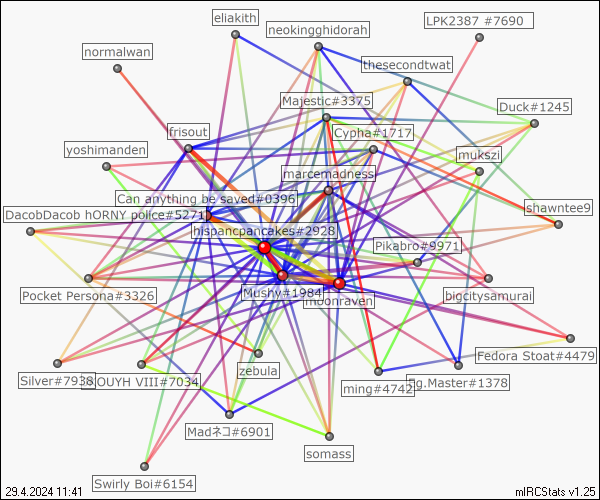 eliakith
LPK2387 #7690
neokingghidorah
normalwan
thesecondtwat
Majestic#3375
Duck#1245
frisout
Cypha#1717
yoshimanden
mukszi
marcemadness
Can anything be saved#0396
shawntee9
DacobDacob hORNY police#5271
hispancpancakes#2928
Pikabro#9971
Pocket Persona#3326
Mushy#1984
moonraven
bigcitysamurai
Fedora Stoat#4479
zebula
Silver#7938
OUYH VIII#7034
ming#4742
g.Master#1378
Madネコ#6901
somass
Swirly Boi#6154
29.4.2024 11:41
mIRCStats v1.25